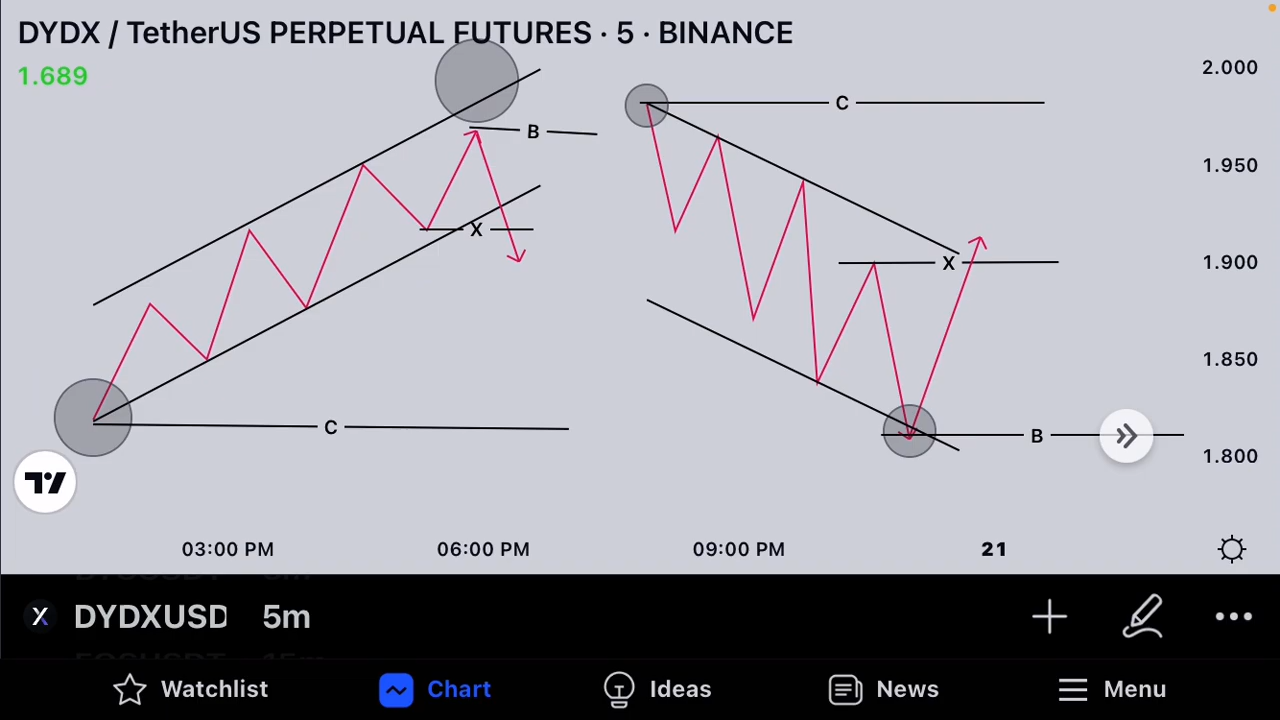 DYDX / TetherUS PERPETUAL FUTURES · 5 · BINANCE
1.689
2.000
B
C
1.950
X
1.900
X
1.850
C
B
1.800
03:00 PM 06:00 PM 09:00 PM 21
DYDXUSD 5m
Watchlist Chart Ideas News Menu